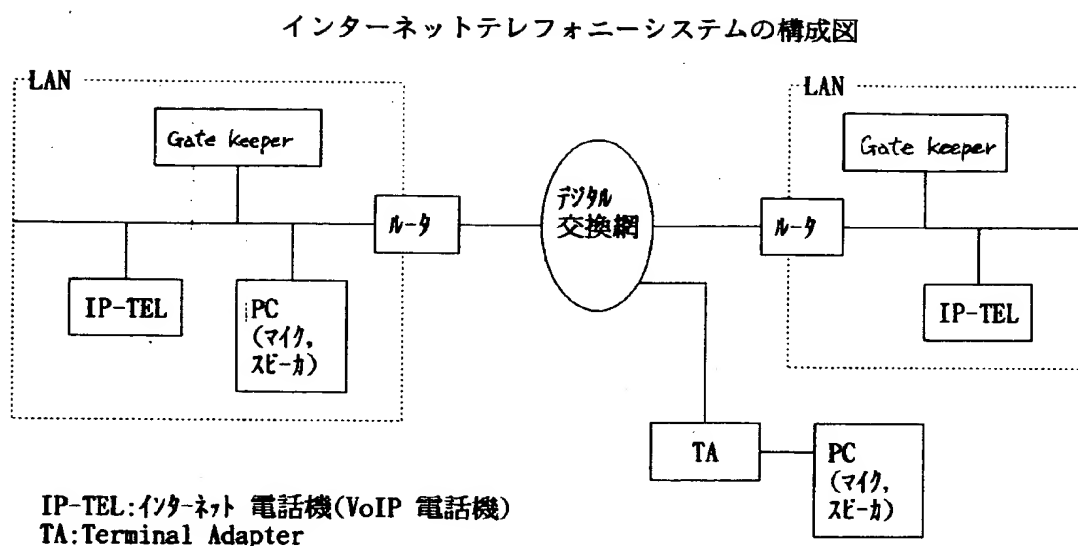 インターネットテレフォニーシステムの構成図
LAN
Gate keeper
ルータ
IP-TEL
PC
(マイク,
スピーカ)
デジタル
交換網
LAN
Gate keeper
ルータ
IP-TEL
TA
PC
(マイク,
スピーカ)
IP-TEL:インターネット 電話機(VoIP 電話機)
TA:Terminal Adapter